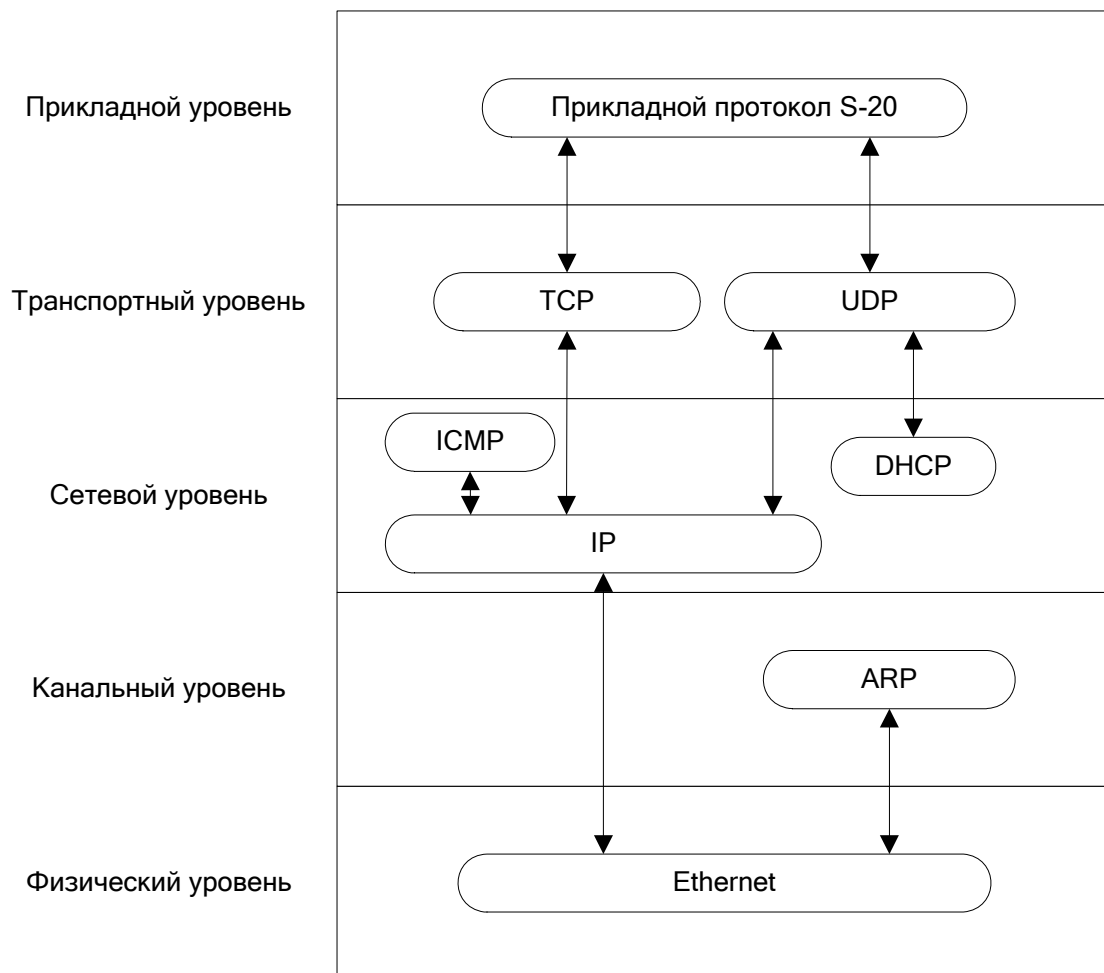 Прикладной уровень
Прикладной протокол S-20
Транспортный уровень
TCP
UDP
ICMP
DHCP
Сетевой уровень
IP
Канальный уровень
ARP
Физический уровень
Ethernet